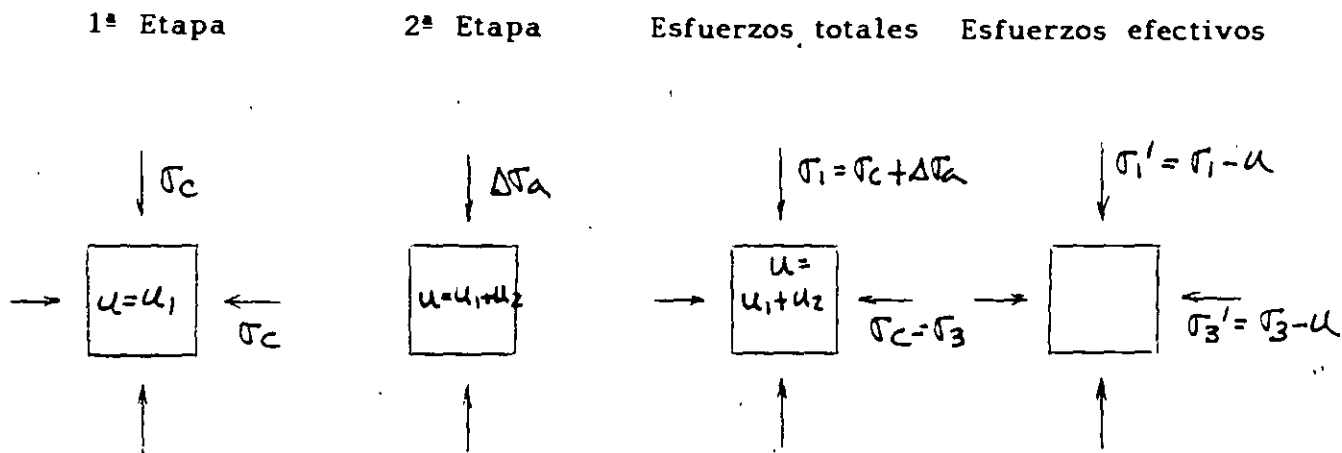 1ª Etapa 2ª Etapa Esfuerzos totales Esfuerzos efectivos
σc
Δσa
σ1 = σc + Δσa
σ1' = σ1 - u
u = u1
u = u1 + u2
u =
u1 + u2
σc
σc = σ3
σ3' = σ3 - u